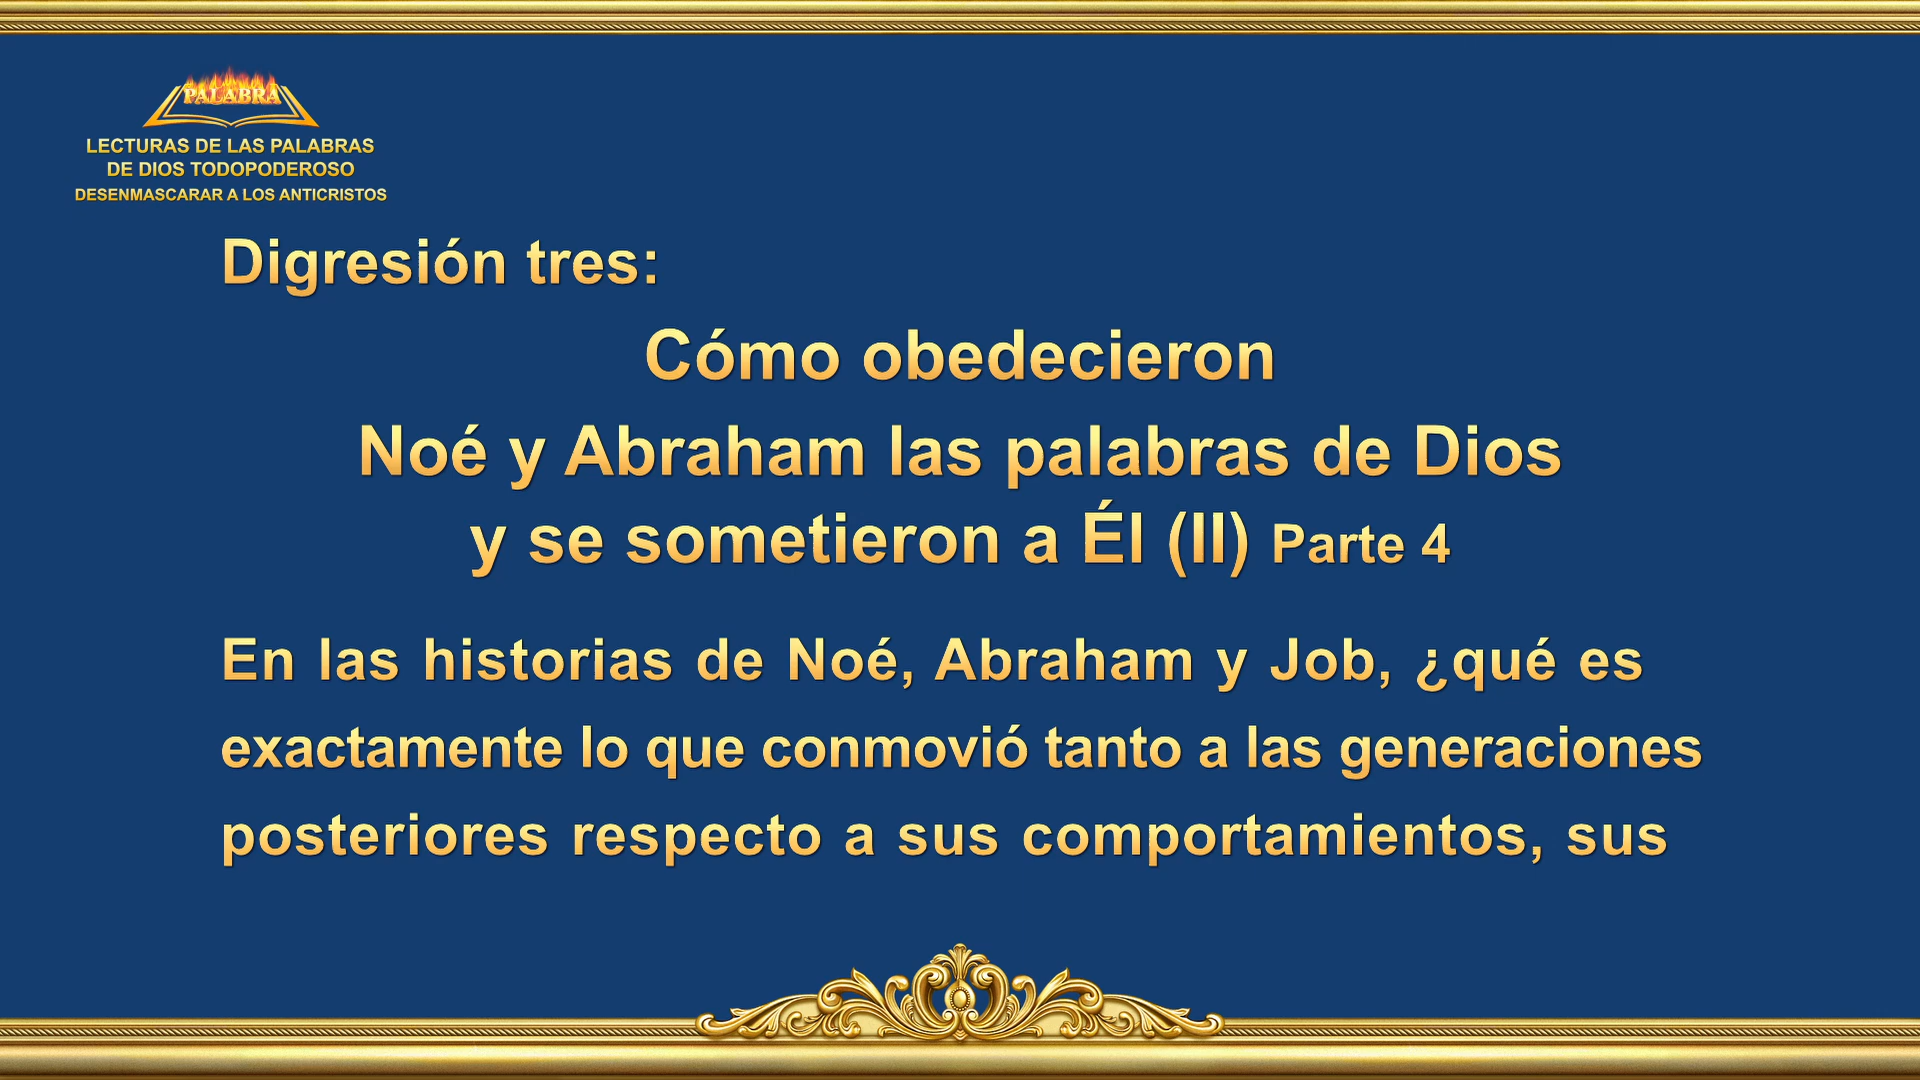 PALABRA
LECTURAS DE LAS PALABRAS
DE DIOS TODOPODEROSO
DESENMASCARAR A LOS ANTICRISTOS
Digresión tres:
Cómo obedecieron
Noé y Abraham las palabras de Dios
y se sometieron a Él (II) Parte 4
En las historias de Noé, Abraham y Job, ¿qué es
exactamente lo que conmovió tanto a las generaciones
posteriores respecto a sus comportamientos, sus